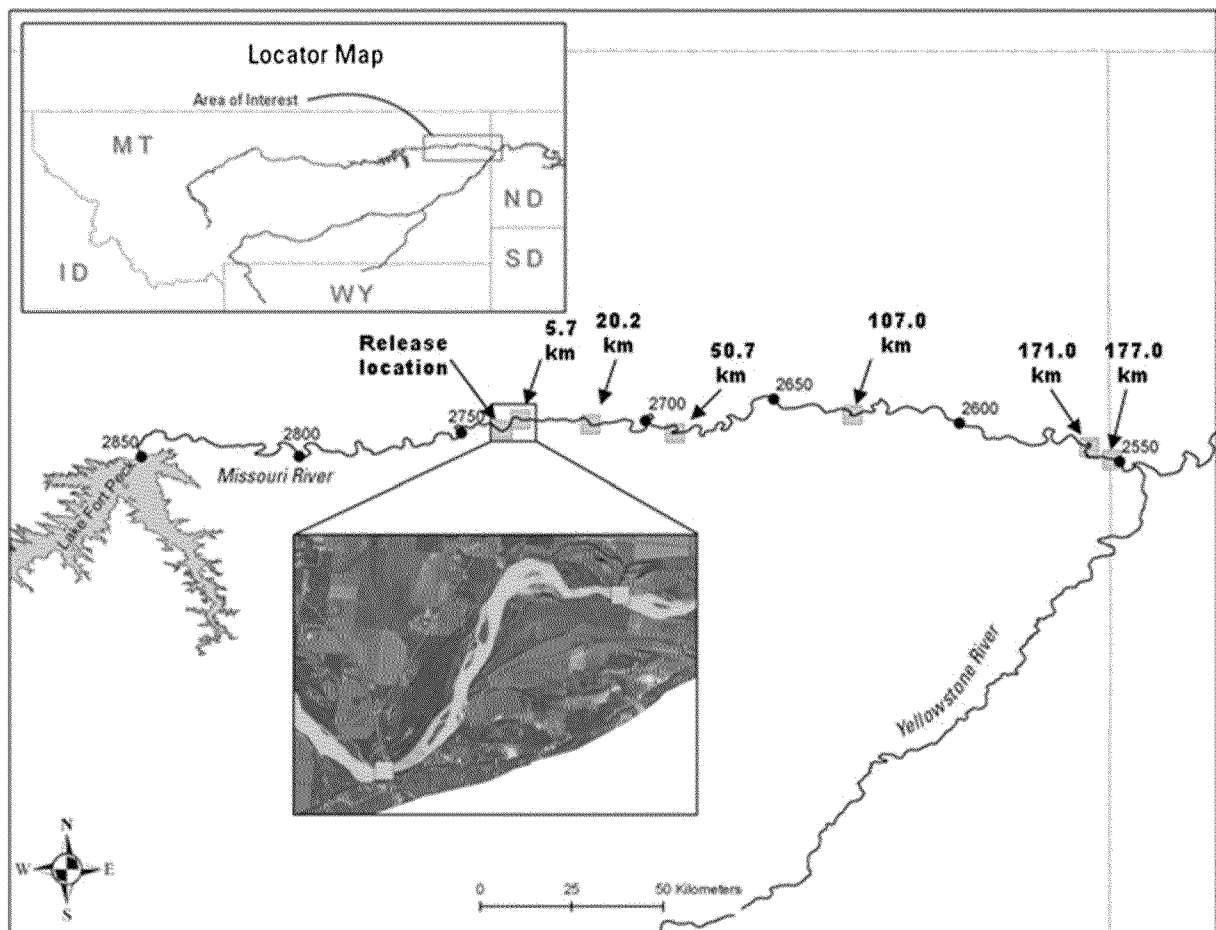 Locator Map
Area of Interest
MT
ND
SD
ID
WY
Release
location
5.7
km
20.2
km
50.7
km
107.0
km
171.0
km
177.0
km
2850
2800
2750
2700
2650
2600
2550
Lake Fort Peck
Missouri River
Yellowstone River
N
W
E
S
0
25
50 Kilometers